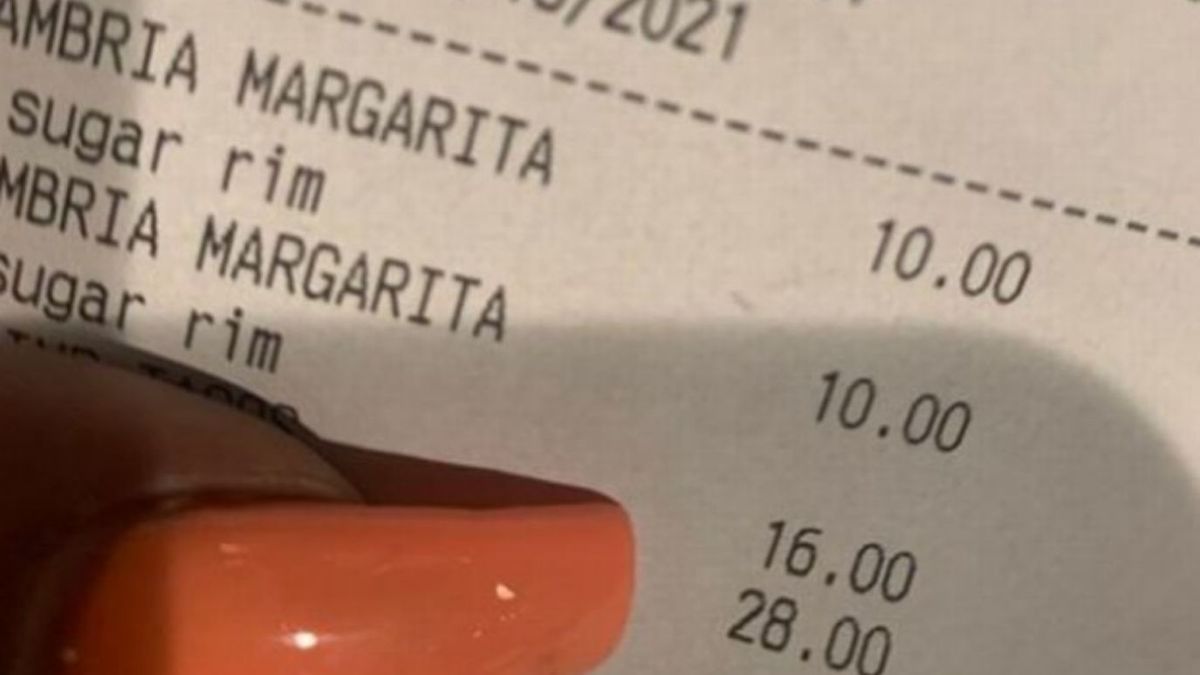 /2021
AMBRIA MARGARITA 10.00
sugar rim
MBRIA MARGARITA 10.00
sugar rim
16.00
28.00